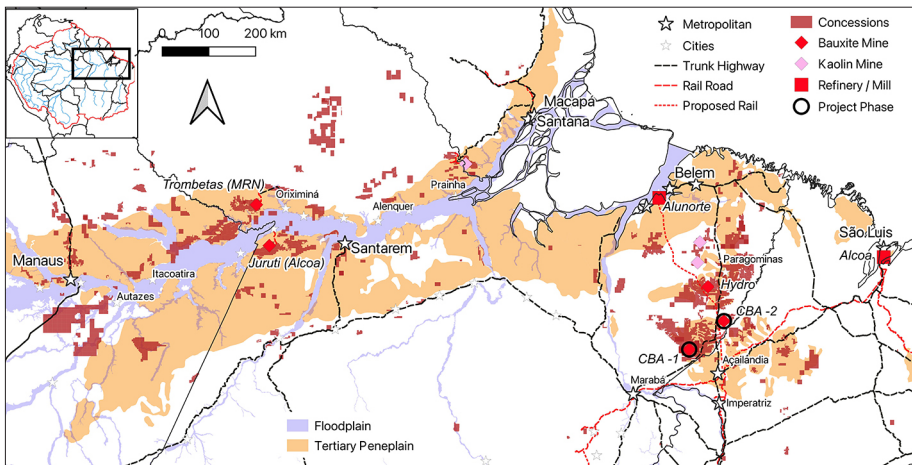 0 100 200 km
Metropolitan
Cities
Trunk Highway
Rail Road
Proposed Rail
Concessions
Bauxite Mine
Kaolin Mine
Refinery / Mill
Project Phase
Macapá
Santana
Prainha
Trombetas (MRN)
Oriximiná
Alenquer
Belem
Alunorte
São Luis
Alcoa
Manaus
Itacoatira
Autazes
Juruti (Alcoa)
Santarem
Paragominas
Hydro
CBA -2
CBA -1
Açailândia
Marabá
Imperatriz
Floodplain
Tertiary Peneplain